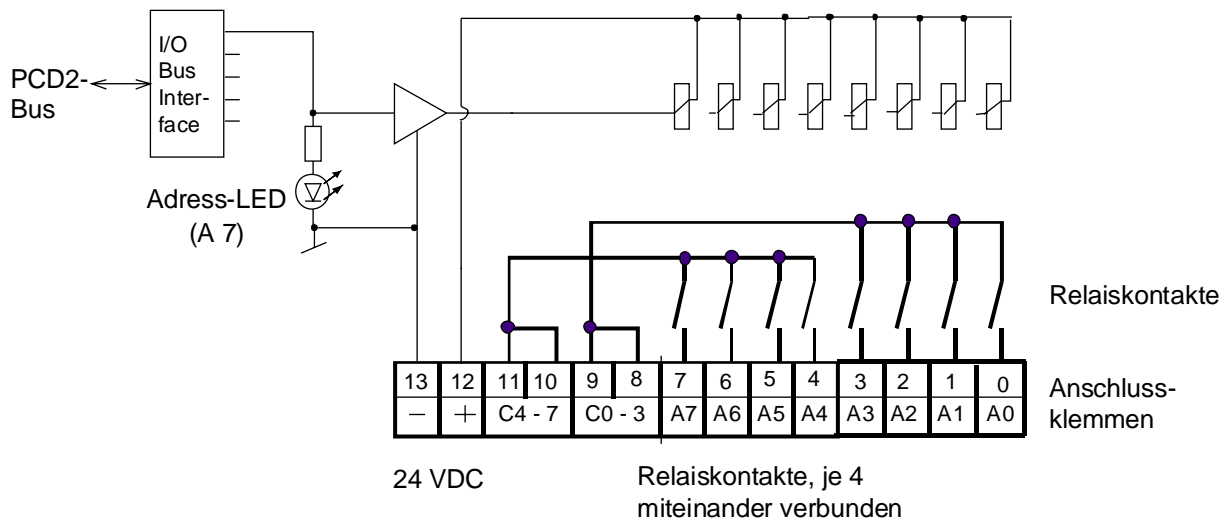 I/O
Bus
Inter-
face
PCD2-
Bus
Adress-LED
(A 7)
Relaiskontakte
13 12 11 10 9 8 7 6 5 4 3 2 1 0
− + C4 - 7 C0 - 3 A7 A6 A5 A4 A3 A2 A1 A0
Anschluss-
klemmen
24 VDC
Relaiskontakte, je 4
miteinander verbunden